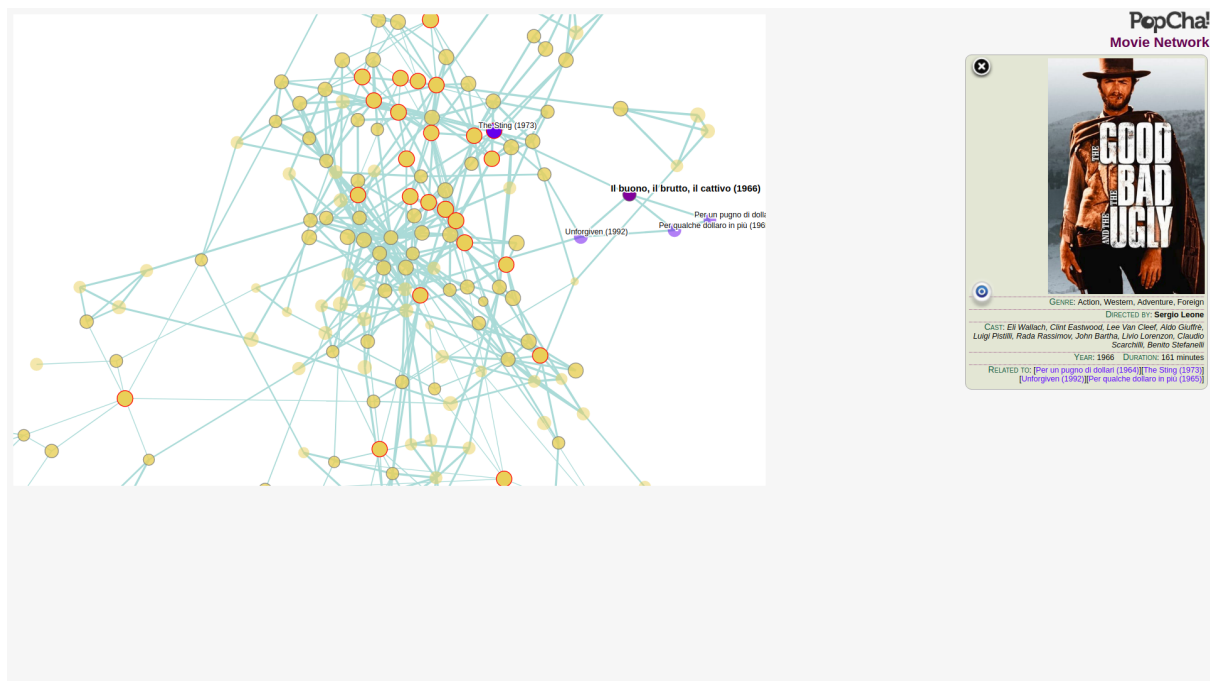 PopCha!
Movie Network
The Sting (1973)
Il buono, il brutto, il cattivo (1966)
Per un pugno di dolla
Per qualche dollaro in più (196
Unforgiven (1992)
THE
GOOD
THE
BAD
AND THE
UGLY
GENRE: Action, Western, Adventure, Foreign
DIRECTED BY: Sergio Leone
CAST: Eli Wallach, Clint Eastwood, Lee Van Cleef, Aldo Giuffrè,
Luigi Pistilli, Rada Rassimov, John Bartha, Livio Lorenzon, Claudio
Scarchilli, Benito Stefanelli
YEAR: 1966 DURATION: 161 minutes
RELATED TO: [Per un pugno di dollari (1964)][The Sting (1973)]
[Unforgiven (1992)][Per qualche dollaro in più (1965)]